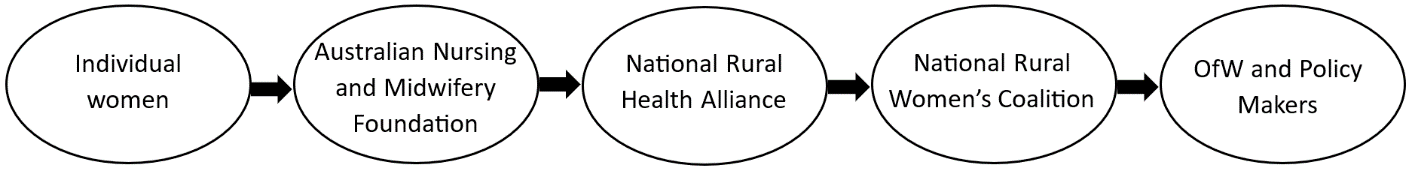 Individual
women
Australian Nursing
and Midwifery
Foundation
National Rural
Health Alliance
National Rural
Women’s Coalition
OfW and Policy
Makers